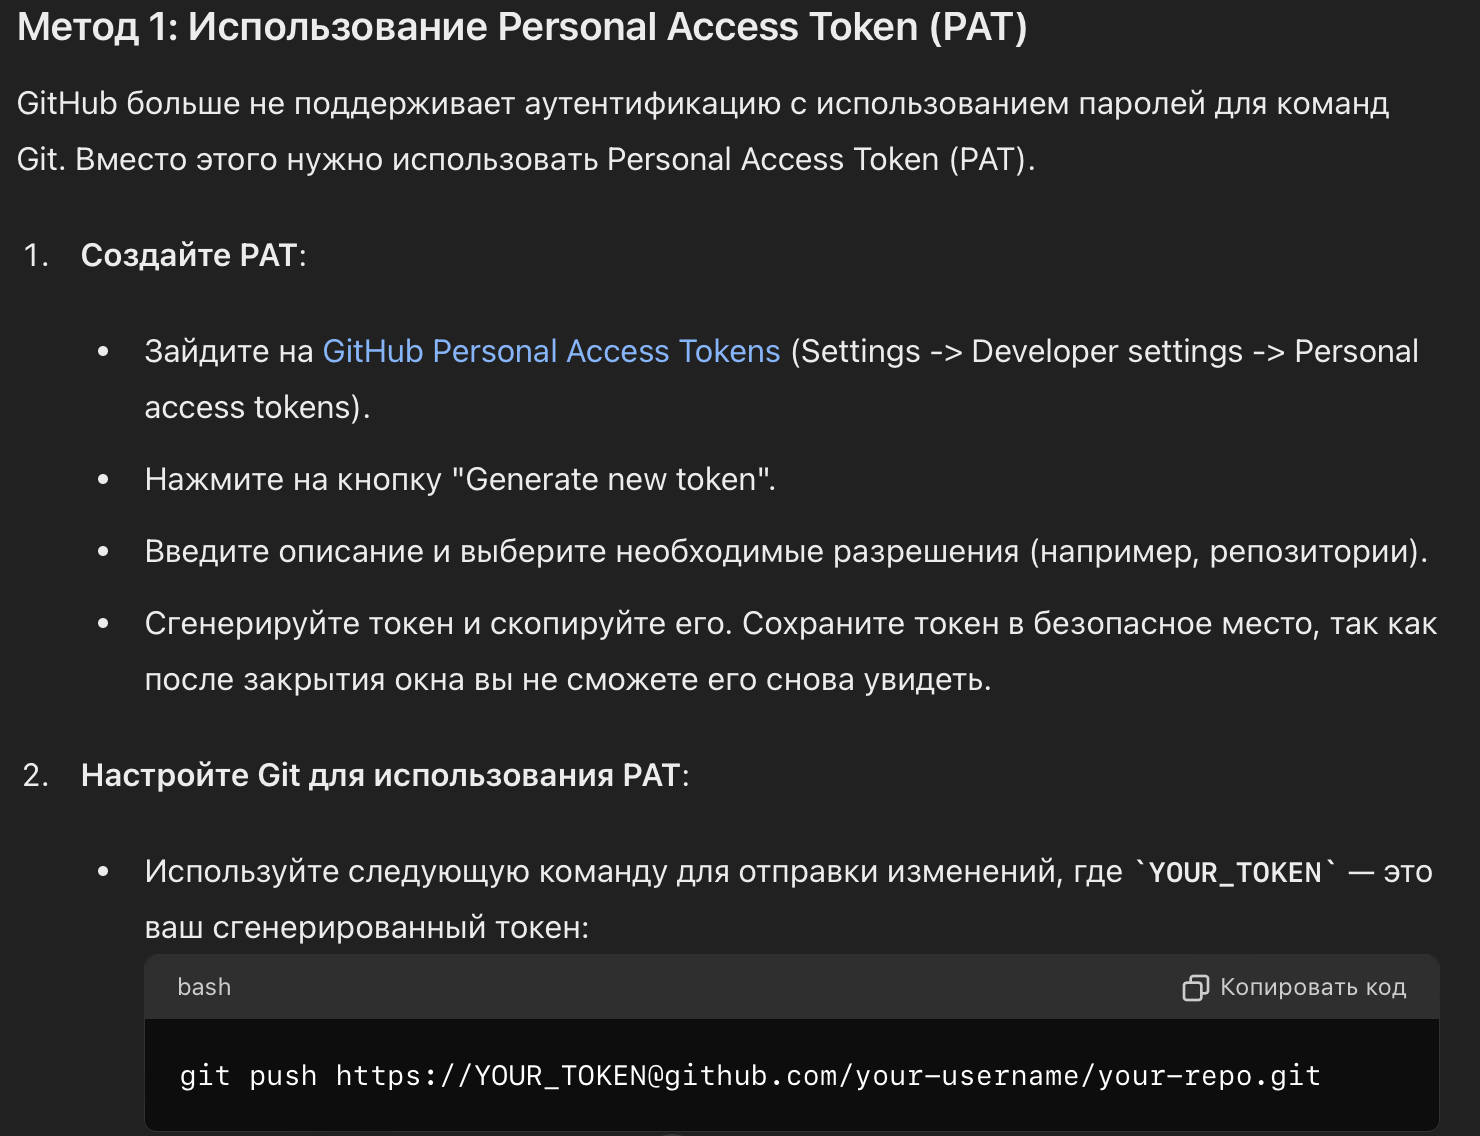 Метод 1: Использование Personal Access Token (PAT)
GitHub больше не поддерживает аутентификацию с использованием паролей для команд
Git. Вместо этого нужно использовать Personal Access Token (PAT).
1. Создайте PAT:
• Зайдите на GitHub Personal Access Tokens (Settings -> Developer settings -> Personal
access tokens).
• Нажмите на кнопку "Generate new token".
• Введите описание и выберите необходимые разрешения (например, репозитории).
• Сгенерируйте токен и скопируйте его. Сохраните токен в безопасное место, так как
после закрытия окна вы не сможете его снова увидеть.
2. Настройте Git для использования PAT:
• Используйте следующую команду для отправки изменений, где `YOUR_TOKEN` — это
ваш сгенерированный токен:
bash Копировать код
git push https://YOUR_TOKEN@github.com/your-username/your-repo.git